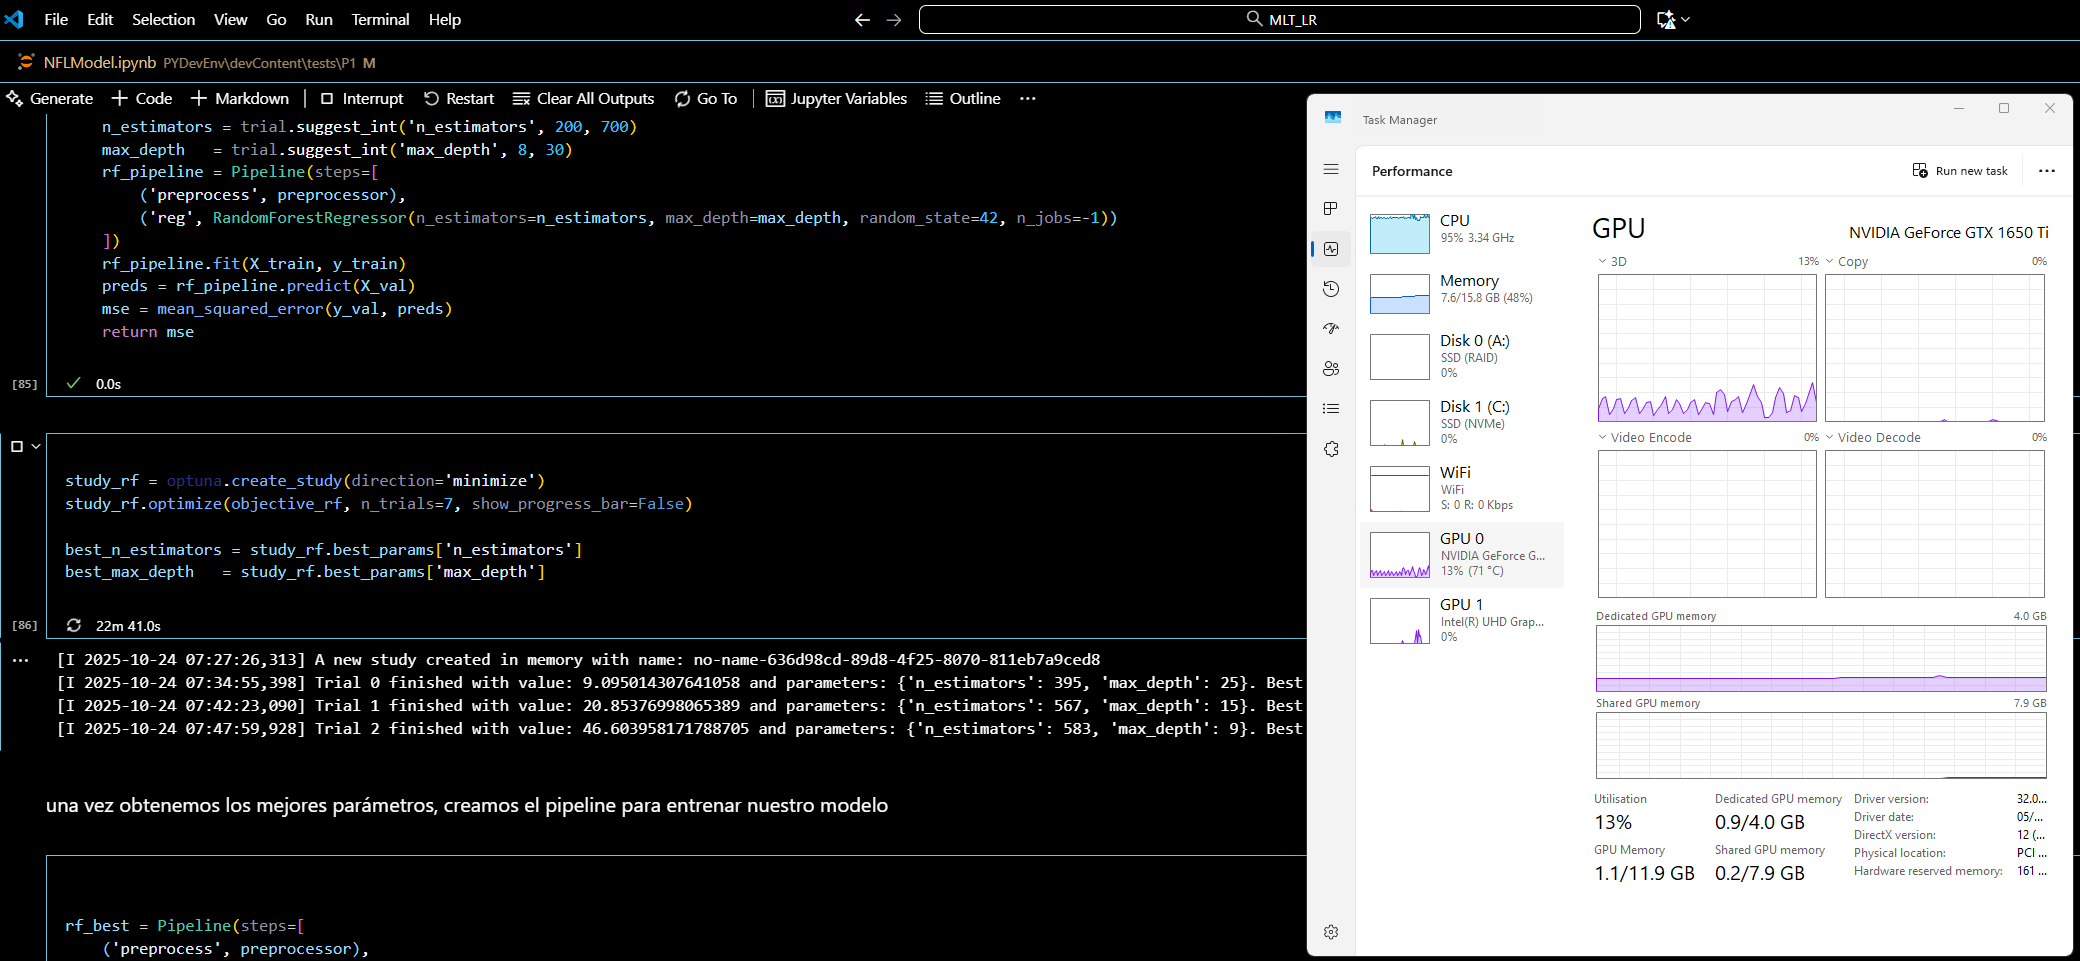 File Edit Selection View Go Run Terminal Help
MLT_LR
NFLModel.ipynb PYDevEnv\devContent\tests\P1 M
Generate + Code + Markdown | Interrupt Restart Clear All Outputs Go To | Jupyter Variables Outline ...
n_estimators = trial.suggest_int('n_estimators', 200, 700)
max_depth   = trial.suggest_int('max_depth', 8, 30)
rf_pipeline = Pipeline(steps=[
    ('preprocess', preprocessor),
    ('reg', RandomForestRegressor(n_estimators=n_estimators, max_depth=max_depth, random_state=42, n_jobs=-1))
])
rf_pipeline.fit(X_train, y_train)
preds = rf_pipeline.predict(X_val)
mse = mean_squared_error(y_val, preds)
return mse
[85] 0.0s
study_rf = optuna.create_study(direction='minimize')
study_rf.optimize(objective_rf, n_trials=7, show_progress_bar=False)
best_n_estimators = study_rf.best_params['n_estimators']
best_max_depth   = study_rf.best_params['max_depth']
[86] 22m 41.0s
[I 2025-10-24 07:27:26,313] A new study created in memory with name: no-name-636d98cd-89d8-4f25-8070-811eb7a9ced8
[I 2025-10-24 07:34:55,398] Trial 0 finished with value: 9.095014307641058 and parameters: {'n_estimators': 395, 'max_depth': 25}. Best
[I 2025-10-24 07:42:23,090] Trial 1 finished with value: 20.85376998065389 and parameters: {'n_estimators': 567, 'max_depth': 15}. Best
[I 2025-10-24 07:47:59,928] Trial 2 finished with value: 46.603958171788705 and parameters: {'n_estimators': 583, 'max_depth': 9}. Best
una vez obtenemos los mejores parámetros, creamos el pipeline para entrenar nuestro modelo
rf_best = Pipeline(steps=[
    ('preprocess', preprocessor),
Task Manager
Performance
Run new task ...
CPU
95% 3.34 GHz
Memory
7.6/15.8 GB (48%)
Disk 0 (A:)
SSD (RAID)
0%
Disk 1 (C:)
SSD (NVMe)
0%
WiFi
WiFi
S: 0 R: 0 Kbps
GPU 0
NVIDIA GeForce G...
13% (71 °C)
GPU 1
Intel(R) UHD Grap...
0%
GPU
NVIDIA GeForce GTX 1650 Ti
3D 13% Copy 0%
Video Encode 0% Video Decode 0%
Dedicated GPU memory 4.0 GB
Shared GPU memory 7.9 GB
Utilisation
13%
Dedicated GPU memory
0.9/4.0 GB
GPU Memory
1.1/11.9 GB
Shared GPU memory
0.2/7.9 GB
Driver version: 32.0...
Driver date: 05/...
DirectX version: 12 (...
Physical location: PCI ...
Hardware reserved memory: 161 ...